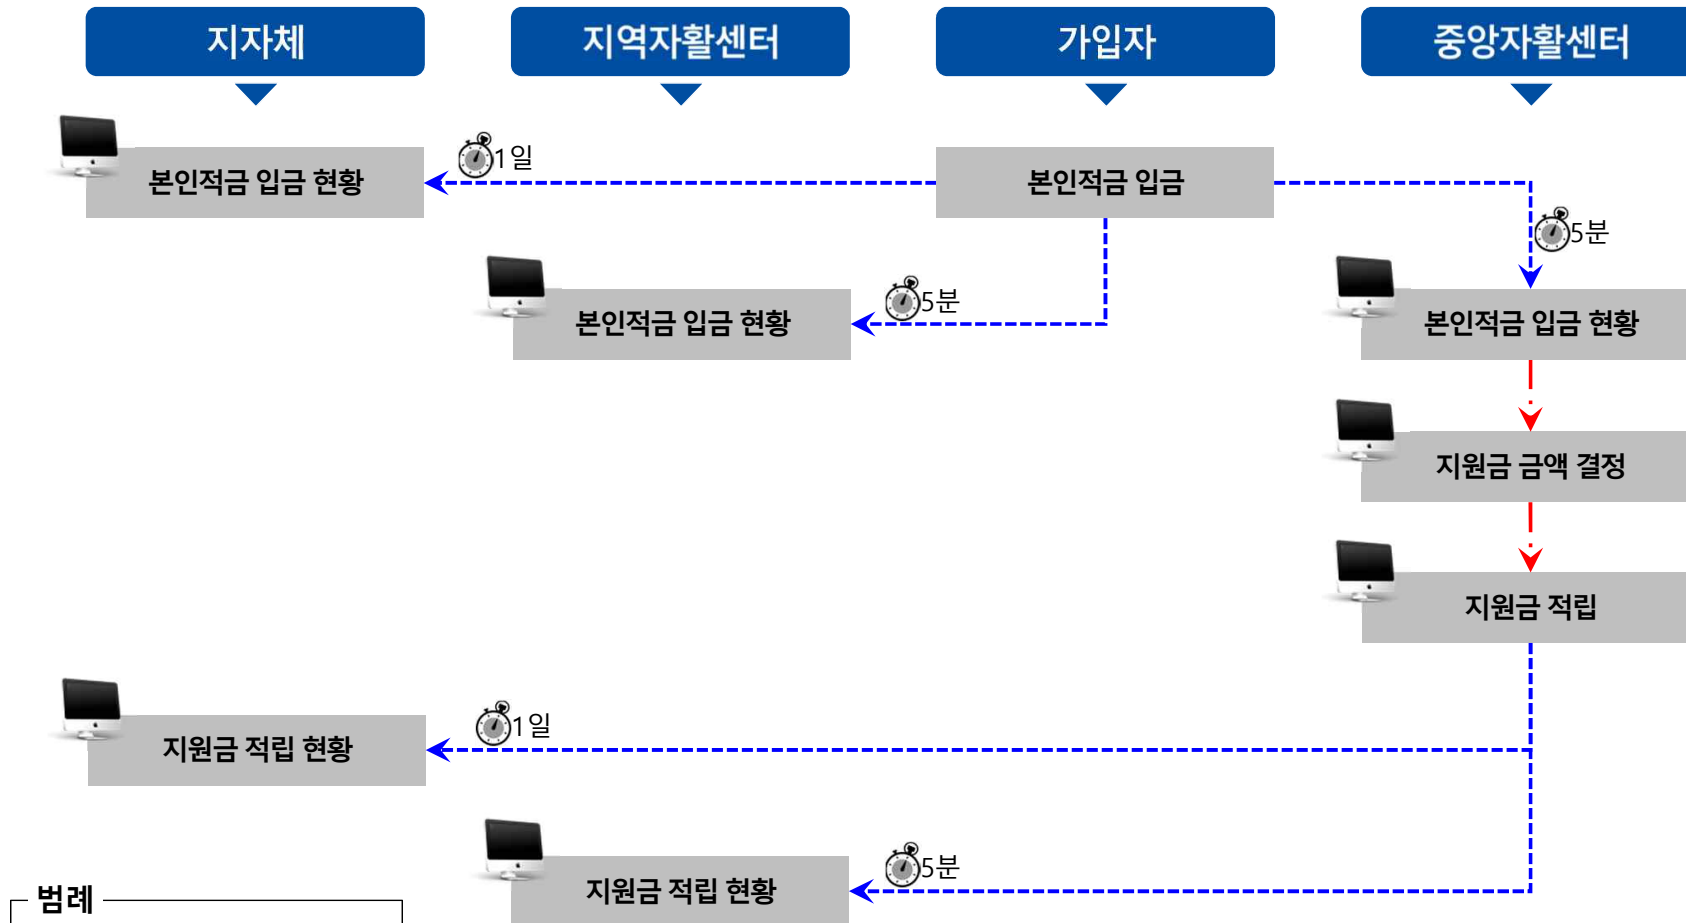 지자체
지역자활센터
가입자
중앙자활센터
1일
본인적금 입금 현황
본인적금 입금
5분
본인적금 입금 현황
5분
본인적금 입금 현황
지원금 금액 결정
지원금 적립
1일
지원금 적립 현황
5분
지원금 적립 현황
범례